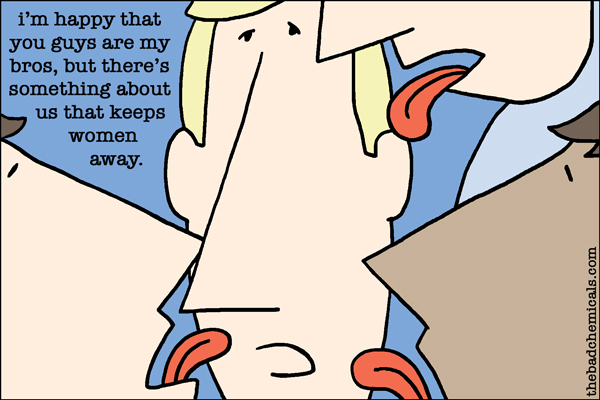 i'm happy that
you guys are my
bros, but there's
something about
us that keeps
women
away.
thebadchemicals.com